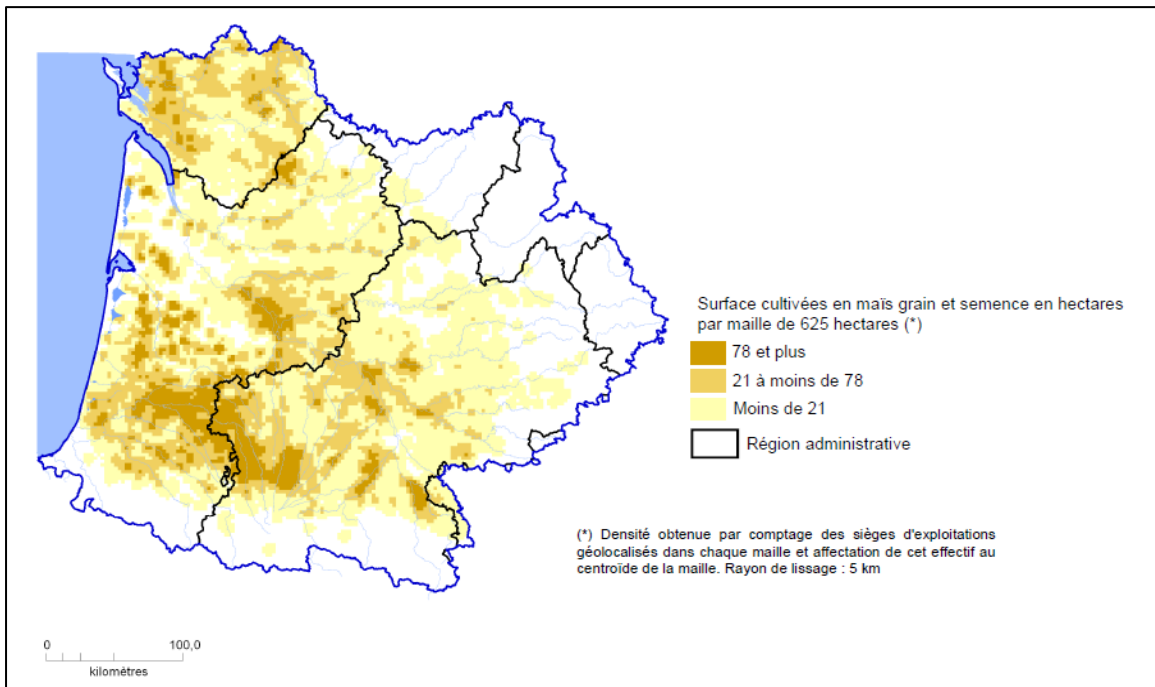 Surface cultivées en maïs grain et semence en hectares
par maille de 625 hectares (*)
78 et plus
21 à moins de 78
Moins de 21
Région administrative
(*) Densité obtenue par comptage des sièges d'exploitations
géolocalisés dans chaque maille et affectation de cet effectif au
centroïde de la maille. Rayon de lissage : 5 km
0 100,0
kilomètres